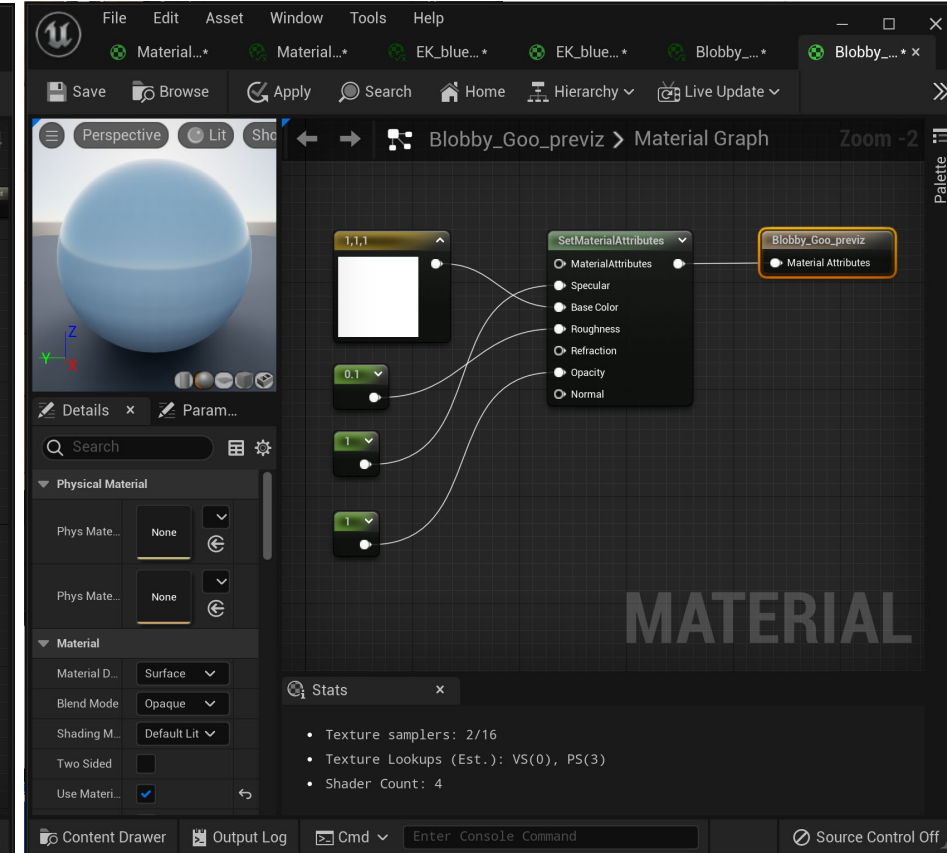 File Edit Asset Window Tools Help
Material...* Material...* EK_blue...* EK_blue...* Blobby_...* Blobby_...*
Save Browse Apply Search Home Hierarchy Live Update
Perspective Lit Sho
Blobby_Goo_previz Material Graph Zoom -2
Palette
1,1,1
0.1
1
1
SetMaterialAttributes
MaterialAttributes
Specular
Base Color
Roughness
Refraction
Opacity
Normal
Blobby_Goo_previz
Material Attributes
MATERIAL
Z
Y
X
Details Param...
Search
Physical Material
Phys Mate... None
Phys Mate... None
Material
Material D... Surface
Blend Mode Opaque
Shading M... Default Lit
Two Sided
Use Materi...
Stats
• Texture samplers: 2/16
• Texture Lookups (Est.): VS(0), PS(3)
• Shader Count: 4
Content Drawer Output Log Cmd Enter Console Command Source Control Off